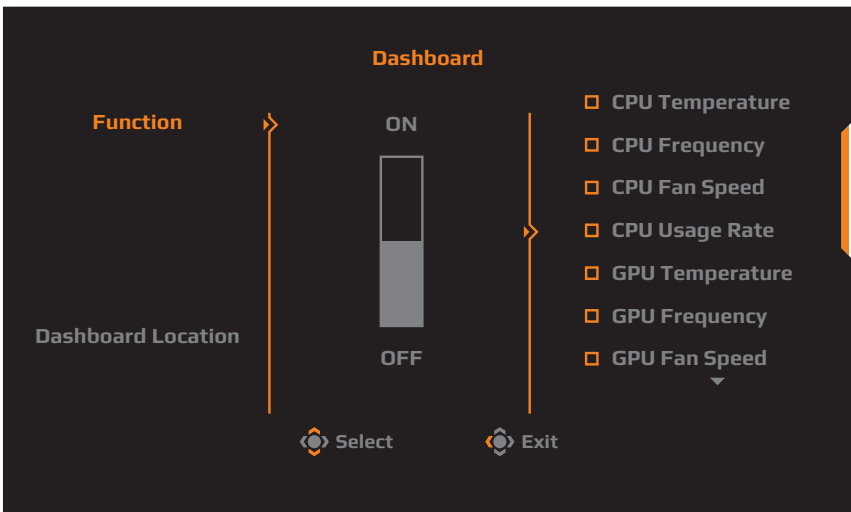 Dashboard
Function
Dashboard Location
ON
OFF
CPU Temperature
CPU Frequency
CPU Fan Speed
CPU Usage Rate
GPU Temperature
GPU Frequency
GPU Fan Speed
Select
Exit